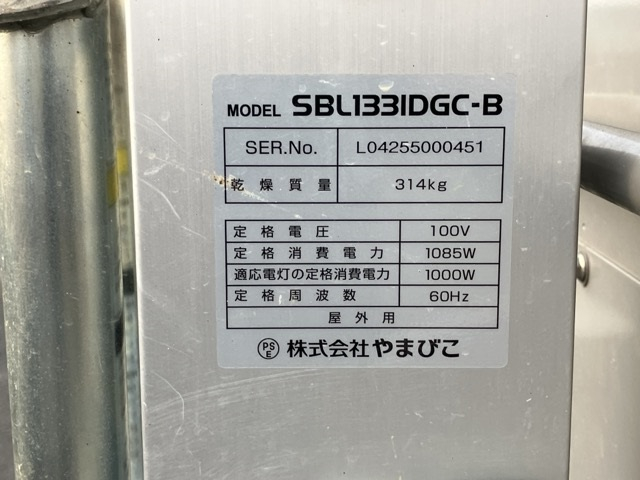 MODEL SBL1331DGC-B
SER.No. L04255000451
乾燥質量 314kg
定格電圧 100V
定格消費電力 1085W
適応電灯の定格消費電力 1000W
定格周波数 60Hz
屋外用
PSE 株式会社やまびこ